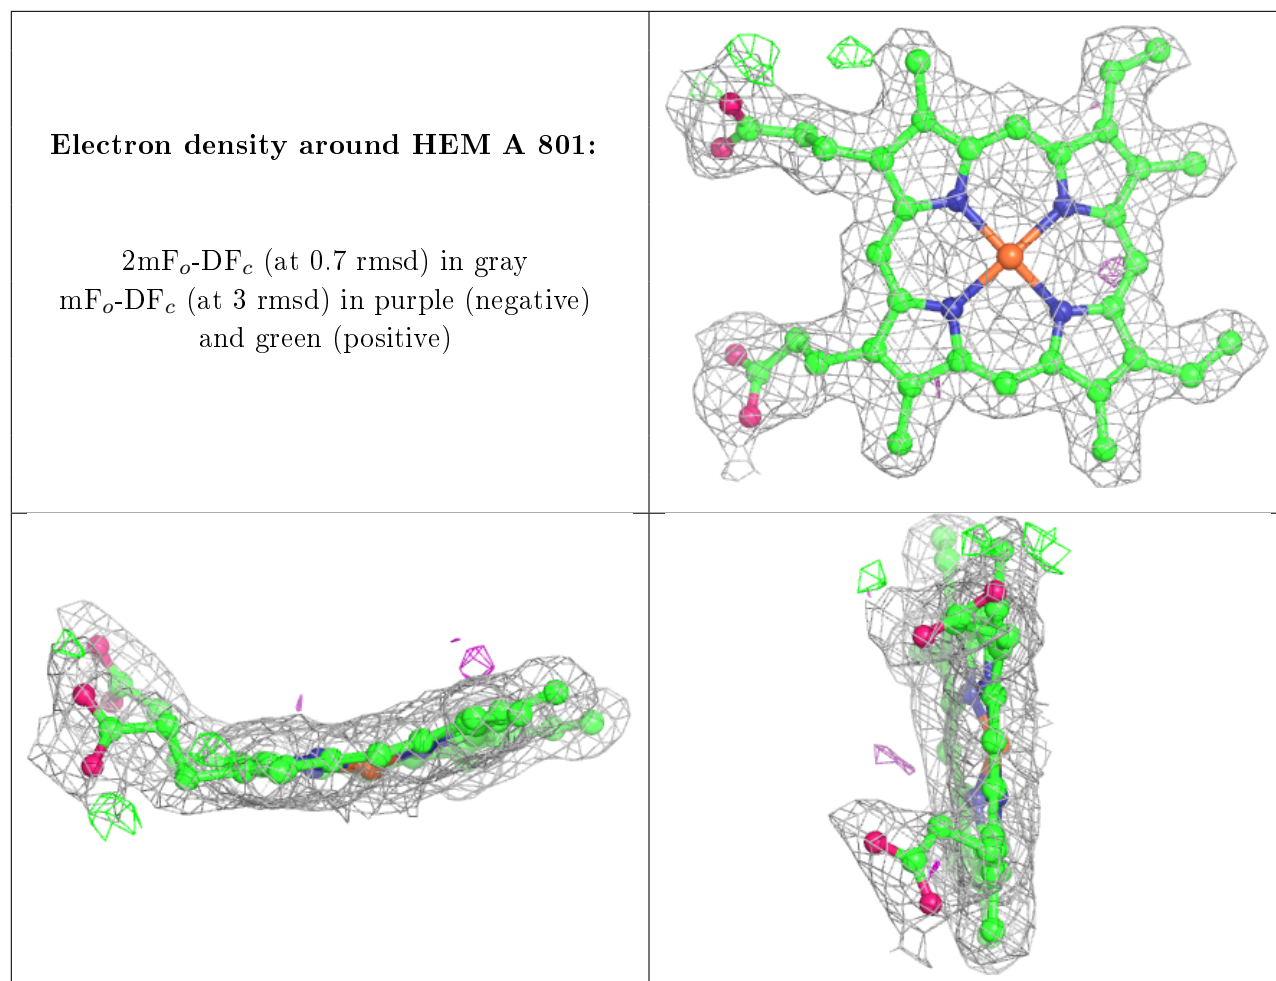 Electron density around HEM A 801:
2mFo-DFc (at 0.7 rmsd) in gray
mFo-DFc (at 3 rmsd) in purple (negative)
and green (positive)